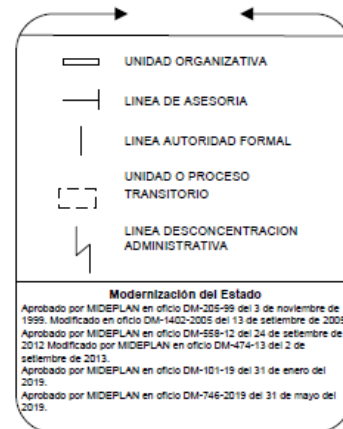 UNIDAD ORGANIZATIVA
LINEA DE ASESORIA
LINEA AUTORIDAD FORMAL
UNIDAD O PROCESO
TRANSITORIO
LINEA DESCONCENTRACION
ADMINISTRATIVA
Modernización del Estado
Aprobado por MIDEPLAN en oficio DM-205-99 del 3 de noviembre de
1999. Modificado en oficio DM-1402-2005 del 13 de setiembre de 2005
Aprobado por MIDEPLAN en oficio DM-558-12 del 24 de setiembre de
2012 Modificado por MIDEPLAN en oficio DM-474-13 del 2 de
setiembre de 2013.
Aprobado por MIDEPLAN en oficio DM-101-19 del 31 de enero del
2019.
Aprobado por MIDEPLAN en oficio DM-746-2019 del 31 de mayo del
2019.